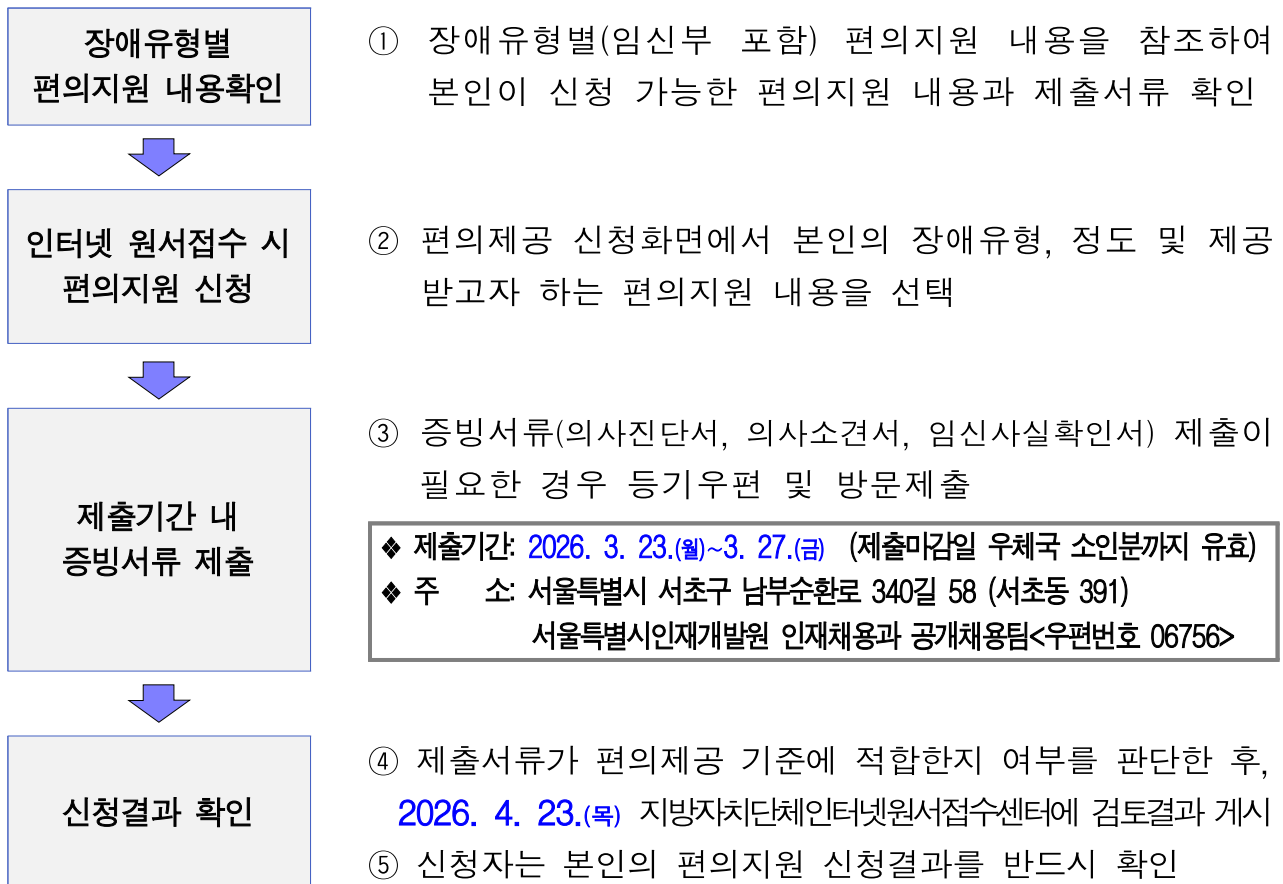 장애유형별
편의지원 내용확인
① 장애유형별(임신부 포함) 편의지원 내용을 참조하여
본인이 신청 가능한 편의지원 내용과 제출서류 확인
인터넷 원서접수 시
편의지원 신청
② 편의제공 신청화면에서 본인의 장애유형, 정도 및 제공
받고자 하는 편의지원 내용을 선택
제출기간 내
증빙서류 제출
③ 증빙서류(의사진단서, 의사소견서, 임신사실확인서) 제출이
필요한 경우 등기우편 및 방문제출
❖ 제출기간: 2026. 3. 23.(월)~3. 27.(금) (제출마감일 우체국 소인분까지 유효)
❖ 주 소: 서울특별시 서초구 남부순환로 340길 58 (서초동 391)
서울특별시인재개발원 인재채용과 공개채용팀<우편번호 06756>
신청결과 확인
④ 제출서류가 편의제공 기준에 적합한지 여부를 판단한 후,
2026. 4. 23.(목) 지방자치단체인터넷원서접수센터에 검토결과 게시
⑤ 신청자는 본인의 편의지원 신청결과를 반드시 확인